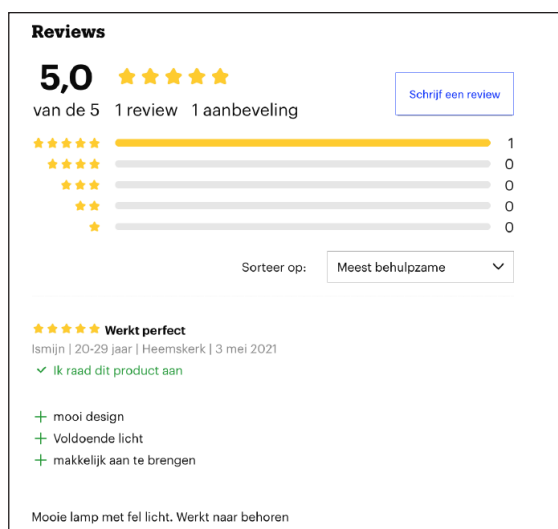 Reviews
5,0
van de 5 1 review 1 aanbeveling
Schrijf een review
1
0
0
0
0
Sorteer op: Meest behulpzame
Werkt perfect
Ismijn | 20-29 jaar | Heemskerk | 3 mei 2021
Ik raad dit product aan
mooi design
Voldoende licht
makkelijk aan te brengen
Mooie lamp met fel licht. Werkt naar behoren